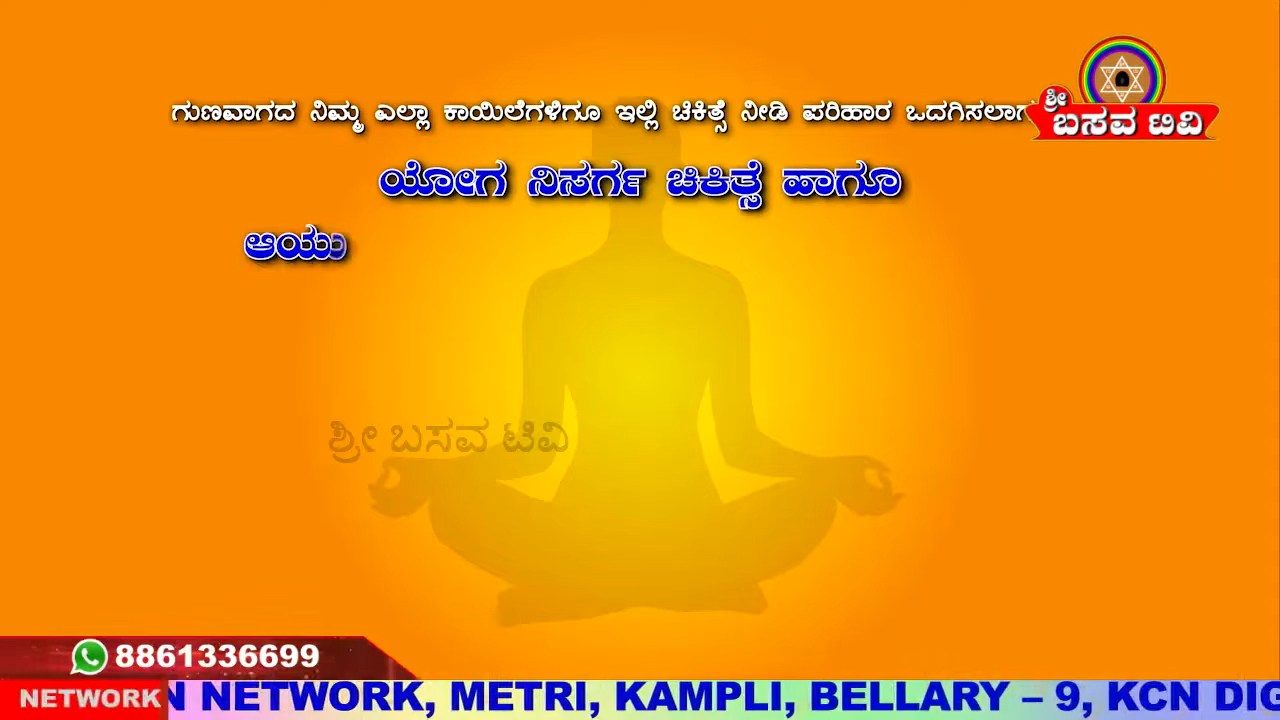 ಗುಣವಾಗದ ನಿಮ್ಮ ಎಲ್ಲಾ ಕಾಯಿಲೆಗಳಿಗೂ ಇಲ್ಲಿ ಚಿಕಿತ್ಸೆ ನೀಡಿ ಪರಿಹಾರ ಒದಗಿಸಲಾಗ
ಶ್ರೀ
ಬಸವ ಟಿವಿ
ಯೋಗ ನಿಸರ್ಗ ಚಿಕಿತ್ಸೆ ಹಾಗೂ
ಆಯು
ಶ್ರೀ ಬಸವ ಟಿವಿ
8861336699
NETWORK
N NETWORK, METRI, KAMPLI, BELLARY – 9, KCN DIG